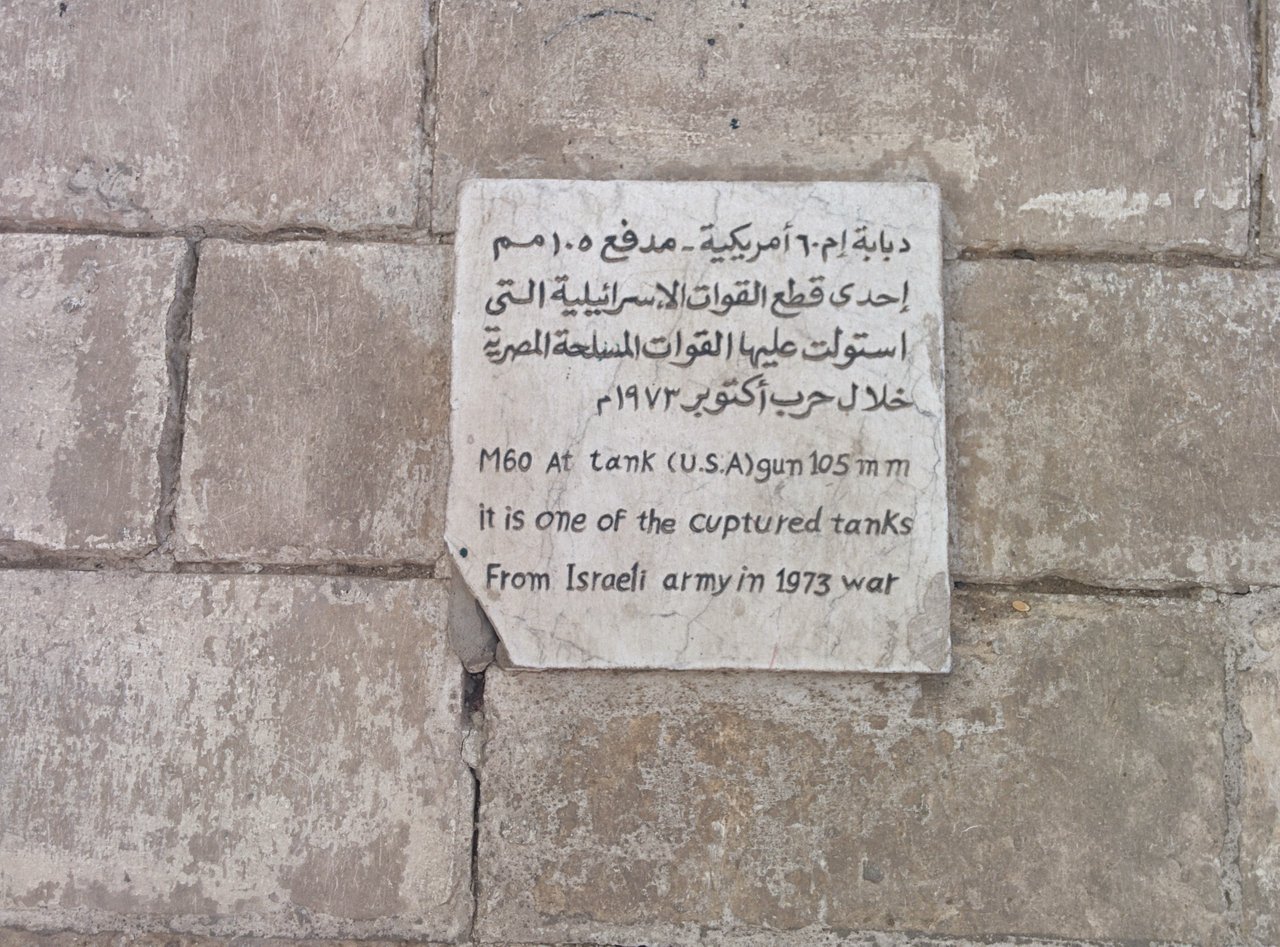 دبابة إم٦٠ أمريكية - مدفع ١٠٥ مم
إحدى قطع القوات الإسرائيلية التى
استولت عليها القوات المسلحة المصرية
خلال حرب أكتوبر ١٩٧٣م
M60 At tank (U.S.A) gun 105 mm
it is one of the cuptured tanks
From Israeli army in 1973 war